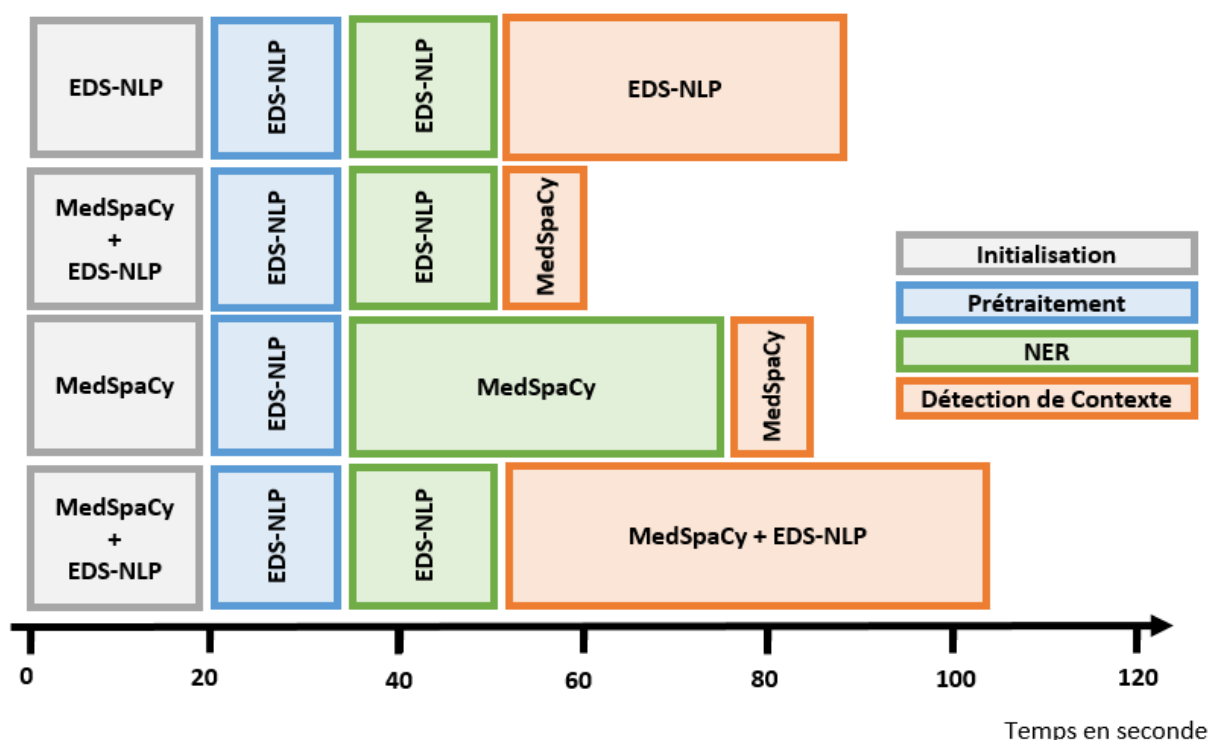 EDS-NLP
EDS-NLP
EDS-NLP
EDS-NLP
MedSpaCy
+
EDS-NLP
EDS-NLP
EDS-NLP
MedSpaCy
MedSpaCy
EDS-NLP
MedSpaCy
MedSpaCy
MedSpaCy
+
EDS-NLP
EDS-NLP
EDS-NLP
MedSpaCy + EDS-NLP
Initialisation
Prétraitement
NER
Détection de Contexte
0 20 40 60 80 100 120
Temps en seconde